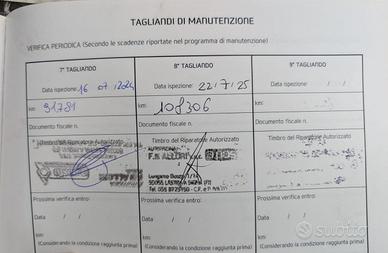 TAGLIANDI DI MANUTENZIONE
VERIFICA PERIODICA (Secondo le scadenze riportate nel programma di manutenzione)
7° TAGLIANDO
Data ispezione: 16 07 2024
km: 91781
Documento fiscale n.
Timbro del Riparatore Autorizzato
Prossima verifica entro:
Data / /
km
(Considerando la condizione raggiunta prima)
8° TAGLIANDO
Data ispezione: 22/7/25
km: 108306
Documento fiscale n.
Timbro del Riparatore Autorizzato
Prossima verifica entro:
Data / /
km
(Considerando la condizione raggiunta prima)
9° TAGLIANDO
Data ispezione: / /
km:
Documento fiscale n.
Timbro del Riparatore Autorizzato
Prossima verifica entro:
Data / /
km
(Considerando la condizione raggiunta prima)
subito